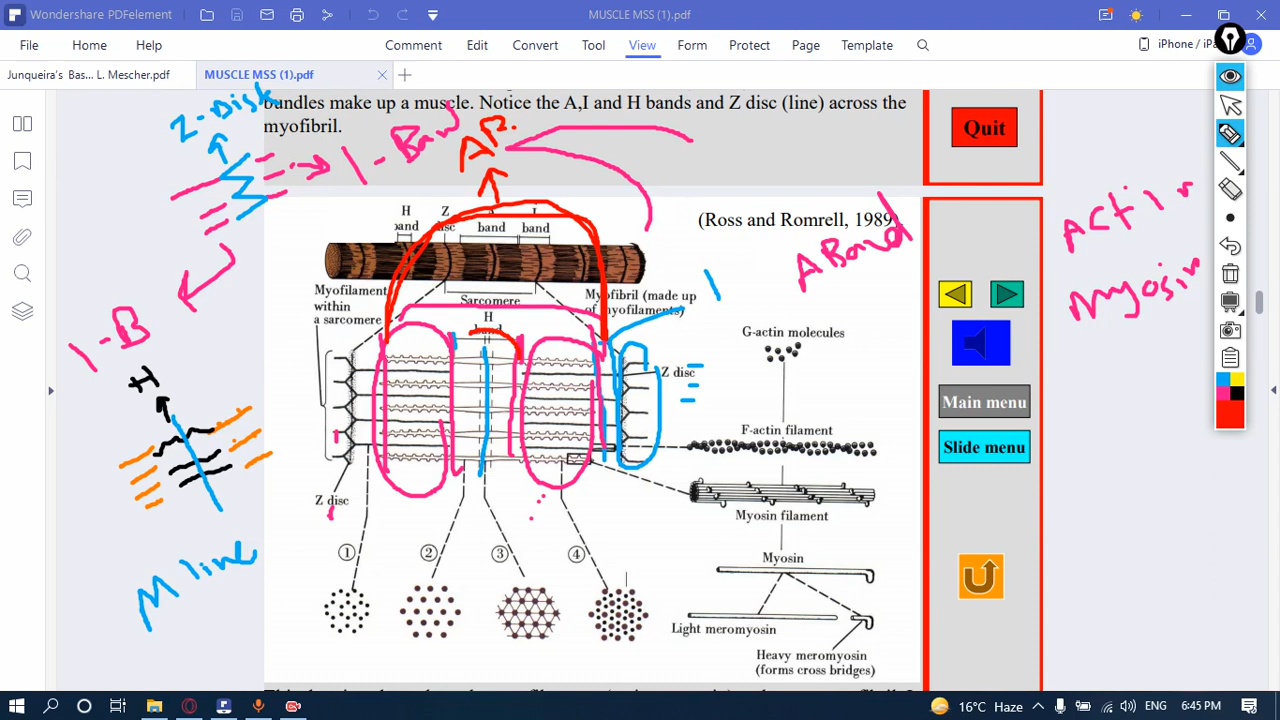 Wondershare PDFelement
MUSCLE MSS (1).pdf
File Home Help
Comment Edit Convert Tool View Form Protect Page Template
iPhone / iPa
Junqueira's Bas... L. Mescher.pdf
MUSCLE MSS (1).pdf
bundles make up a muscle. Notice the A,I and H bands and Z disc (line) across the
myofibril.
Quit
Z-Disk
I-Band
AB.
Actin
Myosin
A Band
I-B
H
M line
(Ross and Romrell, 1989)
H
band
Z
disc
band
I
band
Myofilament
within
a sarcomere
Sarcomere
Myofibril (made up
of myofilaments)
H
band
Z disc
G-actin molecules
F-actin filament
Myosin filament
Z disc
Myosin
① ② ③ ④
Light meromyosin
Heavy meromyosin
(forms cross bridges)
Main menu
Slide menu
16°C Haze
ENG
6:45 PM